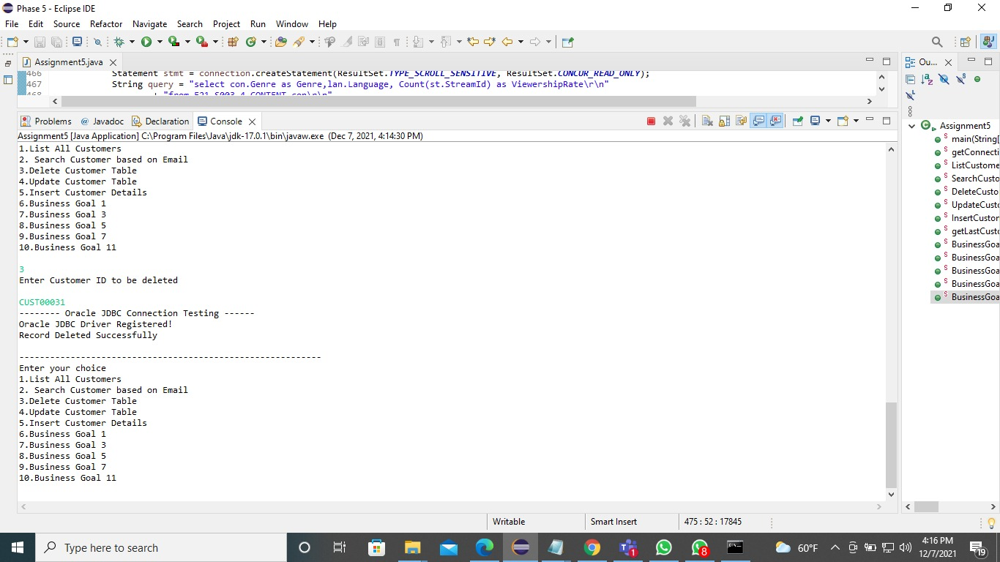 Phase 5 - Eclipse IDE
File Edit Source Refactor Navigate Search Project Run Window Help
Assignment5.java
466 Statement stmt = connection.createStatement(ResultSet.TYPE_SCROLL_SENSITIVE, ResultSet.CONCUR_READ_ONLY);
467 String query = "select con.Genre as Genre,lan.Language, Count(st.StreamId) as ViewershipRate\r\n"
468 + "from F21_S003_4_CONTENT con\r\n"
Problems @ Javadoc Declaration Console
Assignment5 [Java Application] C:\Program Files\Java\jdk-17.0.1\bin\javaw.exe (Dec 7, 2021, 4:14:30 PM)
1.List All Customers
2. Search Customer based on Email
3.Delete Customer Table
4.Update Customer Table
5.Insert Customer Details
6.Business Goal 1
7.Business Goal 3
8.Business Goal 5
9.Business Goal 7
10.Business Goal 11
3
Enter Customer ID to be deleted
CUST00031
-------- Oracle JDBC Connection Testing ------
Oracle JDBC Driver Registered!
Record Deleted Successfully
-----------------------------------------------------------
Enter your choice
1.List All Customers
2. Search Customer based on Email
3.Delete Customer Table
4.Update Customer Table
5.Insert Customer Details
6.Business Goal 1
7.Business Goal 3
8.Business Goal 5
9.Business Goal 7
10.Business Goal 11
Ou...
Assignment5
main(String[
getConnecti
ListCustome
SearchCusto
DeleteCusto
UpdateCusto
InsertCustor
getLastCusto
BusinessGoa
BusinessGoa
BusinessGoa
BusinessGoa
BusinessGoa
Writable Smart Insert 475 : 52 : 17845
Type here to search
1
8
60°F
4:16 PM
12/7/2021
19